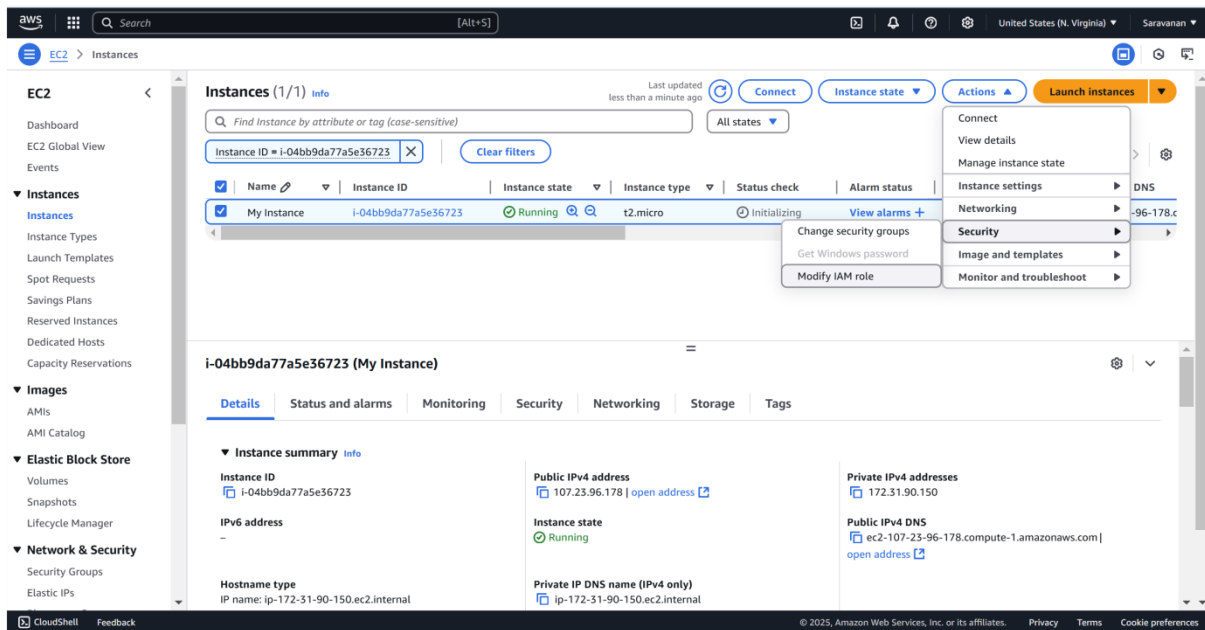 aws
Search [Alt+S]
United States (N. Virginia) Saravanan
EC2 > Instances
EC2
Dashboard
EC2 Global View
Events
Instances
Instances
Instance Types
Launch Templates
Spot Requests
Savings Plans
Reserved Instances
Dedicated Hosts
Capacity Reservations
Images
AMIs
AMI Catalog
Elastic Block Store
Volumes
Snapshots
Lifecycle Manager
Network & Security
Security Groups
Elastic IPs
Instances (1/1) Info
Last updated
less than a minute ago
Connect
Instance state
Actions
Launch instances
Find Instance by attribute or tag (case-sensitive)
All states
Instance ID = i-04bb9da77a5e36723
Clear filters
Name Instance ID Instance state Instance type Status check Alarm status DNS
My Instance i-04bb9da77a5e36723 Running t2.micro Initializing View alarms + -96-178.c
Connect
View details
Manage instance state
Instance settings
Networking
Security
Image and templates
Monitor and troubleshoot
Change security groups
Get Windows password
Modify IAM role
i-04bb9da77a5e36723 (My Instance)
Details Status and alarms Monitoring Security Networking Storage Tags
Instance summary Info
Instance ID
i-04bb9da77a5e36723
Public IPv4 address
107.23.96.178 | open address
Private IPv4 addresses
172.31.90.150
IPv6 address
–
Instance state
Running
Public IPv4 DNS
ec2-107-23-96-178.compute-1.amazonaws.com |
open address
Hostname type
IP name: ip-172-31-90-150.ec2.internal
Private IP DNS name (IPv4 only)
ip-172-31-90-150.ec2.internal
CloudShell Feedback
© 2025, Amazon Web Services, Inc. or its affiliates. Privacy Terms Cookie preferences